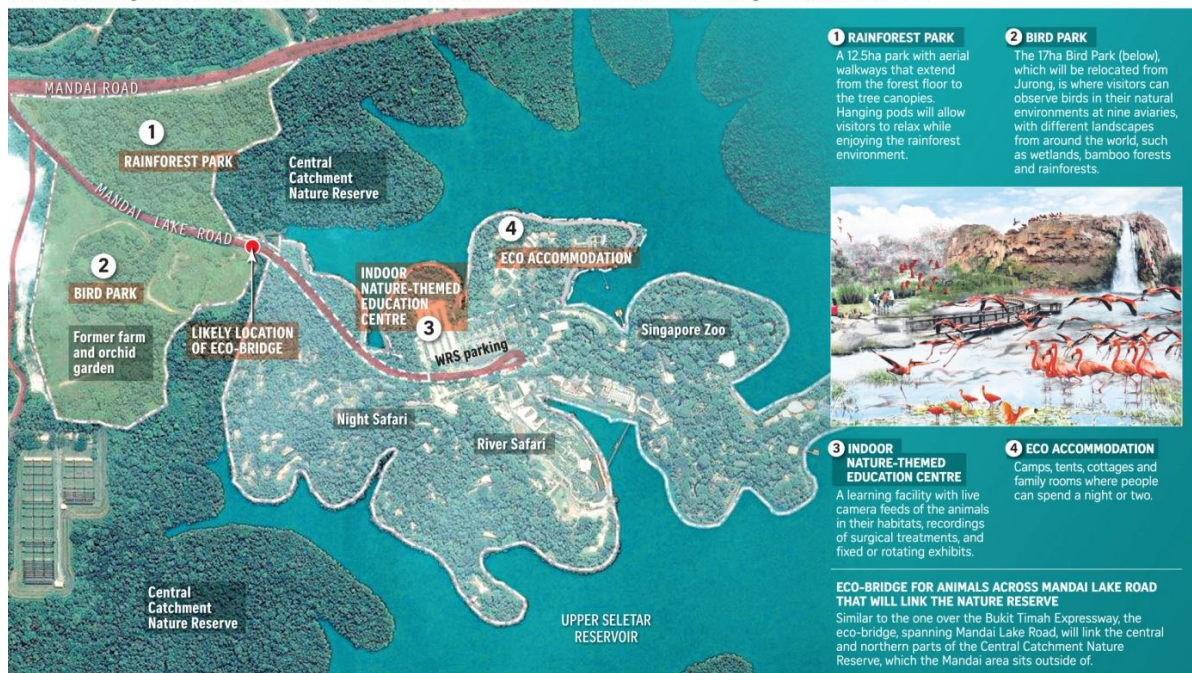 MANDAI ROAD
1
RAINFOREST PARK
Central
Catchment
Nature Reserve
MANDAI LAKE ROAD
2
BIRD PARK
Former farm
and orchid
garden
LIKELY LOCATION
OF ECO-BRIDGE
INDOOR
NATURE-THEMED
EDUCATION
CENTRE
3
WRS parking
4
ECO ACCOMMODATION
Singapore Zoo
Night Safari
River Safari
Central
Catchment
Nature Reserve
UPPER SELETAR
RESERVOIR
1 RAINFOREST PARK
A 12.5ha park with aerial
walkways that extend
from the forest floor to
the tree canopies.
Hanging pods will allow
visitors to relax while
enjoying the rainforest
environment.
2 BIRD PARK
The 17ha Bird Park (below),
which will be relocated from
Jurong, is where visitors can
observe birds in their natural
environments at nine aviaries,
with different landscapes
from around the world, such
as wetlands, bamboo forests
and rainforests.
3 INDOOR
NATURE-THEMED
EDUCATION CENTRE
A learning facility with live
camera feeds of the animals
in their habitats, recordings
of surgical treatments, and
fixed or rotating exhibits.
4 ECO ACCOMMODATION
Camps, tents, cottages and
family rooms where people
can spend a night or two.
ECO-BRIDGE FOR ANIMALS ACROSS MANDAI LAKE ROAD
THAT WILL LINK THE NATURE RESERVE
Similar to the one over the Bukit Timah Expressway, the
eco-bridge, spanning Mandai Lake Road, will link the central
and northern parts of the Central Catchment Nature
Reserve, which the Mandai area sits outside of.